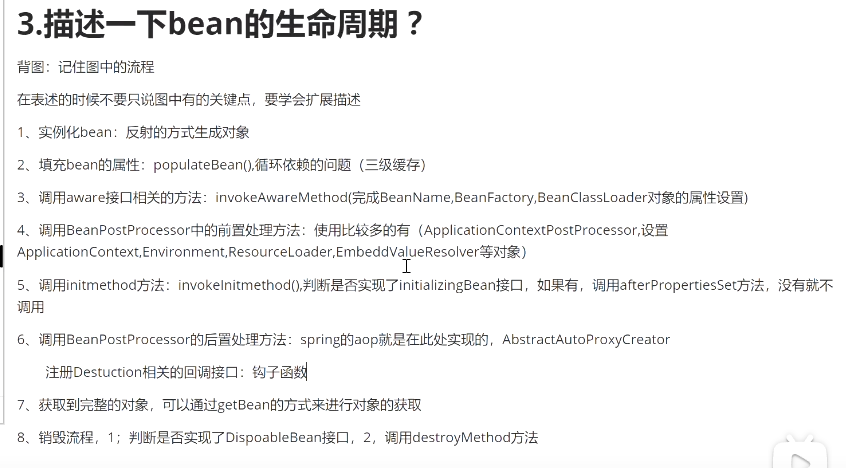 3.描述一下bean的生命周期？
背图：记住图中的流程
在表述的时候不要只说图中有的关键点，要学会扩展描述
1、实例化bean：反射的方式生成对象
2、填充bean的属性：populateBean(),循环依赖的问题（三级缓存）
3、调用aware接口相关的方法：invokeAwareMethod(完成BeanName,BeanFactory,BeanClassLoader对象的属性设置)
4、调用BeanPostProcessor中的前置处理方法：使用比较多的有（ApplicationContextPostProcessor,设置
ApplicationContext,Environment,ResourceLoader,EmbeddValueResolver等对象）
5、调用initmethod方法：invokeInitmethod(),判断是否实现了initializingBean接口，如果有，调用afterPropertiesSet方法，没有就不
调用
6、调用BeanPostProcessor的后置处理方法：spring的aop就是在此处实现的，AbstractAutoProxyCreator
注册Destuction相关的回调接口：钩子函数
7、获取到完整的对象，可以通过getBean的方式来进行对象的获取
8、销毁流程，1；判断是否实现了DispoableBean接口，2，调用destroyMethod方法